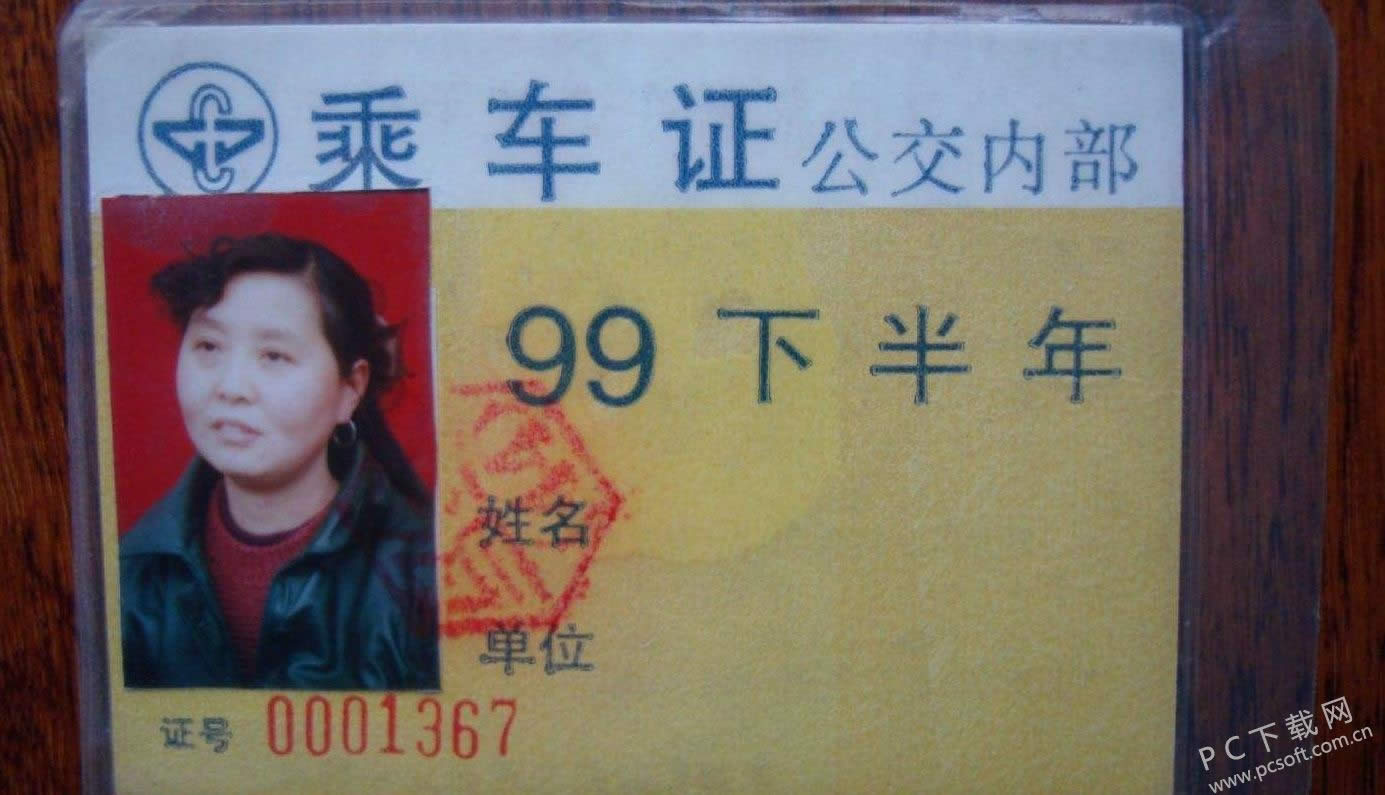 乘车证公交内部
99下半年
姓名
单位
证号 0001367
PC下载网
www.pcsoft.com.cn